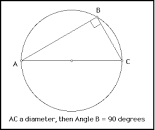 B
A
C
AC a diameter, then Angle B = 90 degrees